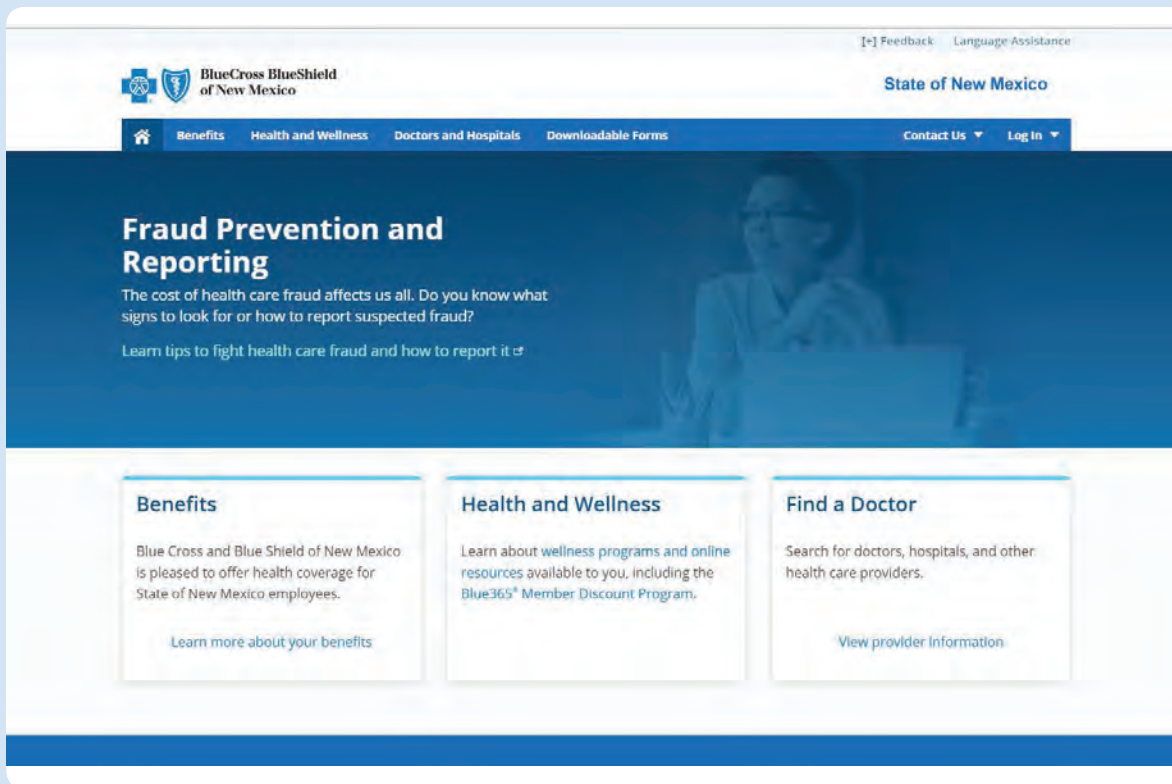 [+] Feedback Language Assistance
BlueCross BlueShield
of New Mexico
State of New Mexico
Benefits Health and Wellness Doctors and Hospitals Downloadable Forms Contact Us Log In
Fraud Prevention and
Reporting
The cost of health care fraud affects us all. Do you know what
signs to look for or how to report suspected fraud?
Learn tips to fight health care fraud and how to report it
Benefits
Blue Cross and Blue Shield of New Mexico
is pleased to offer health coverage for
State of New Mexico employees.
Learn more about your benefits
Health and Wellness
Learn about wellness programs and online
resources available to you, including the
Blue365® Member Discount Program.
Find a Doctor
Search for doctors, hospitals, and other
health care providers.
View provider information